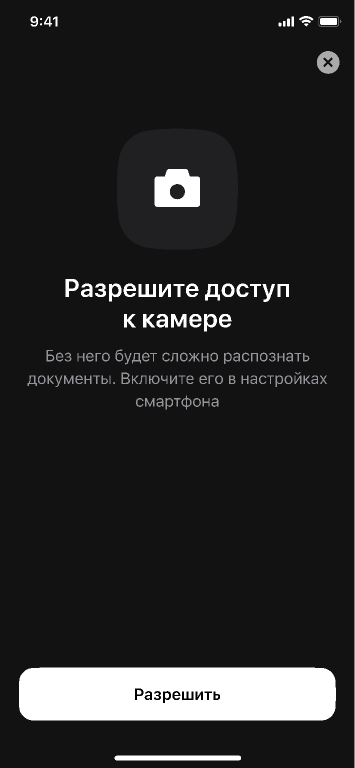 9:41
Разрешите доступ
к камере
Без него будет сложно распознать
документы. Включите его в настройках
смартфона
Разрешить